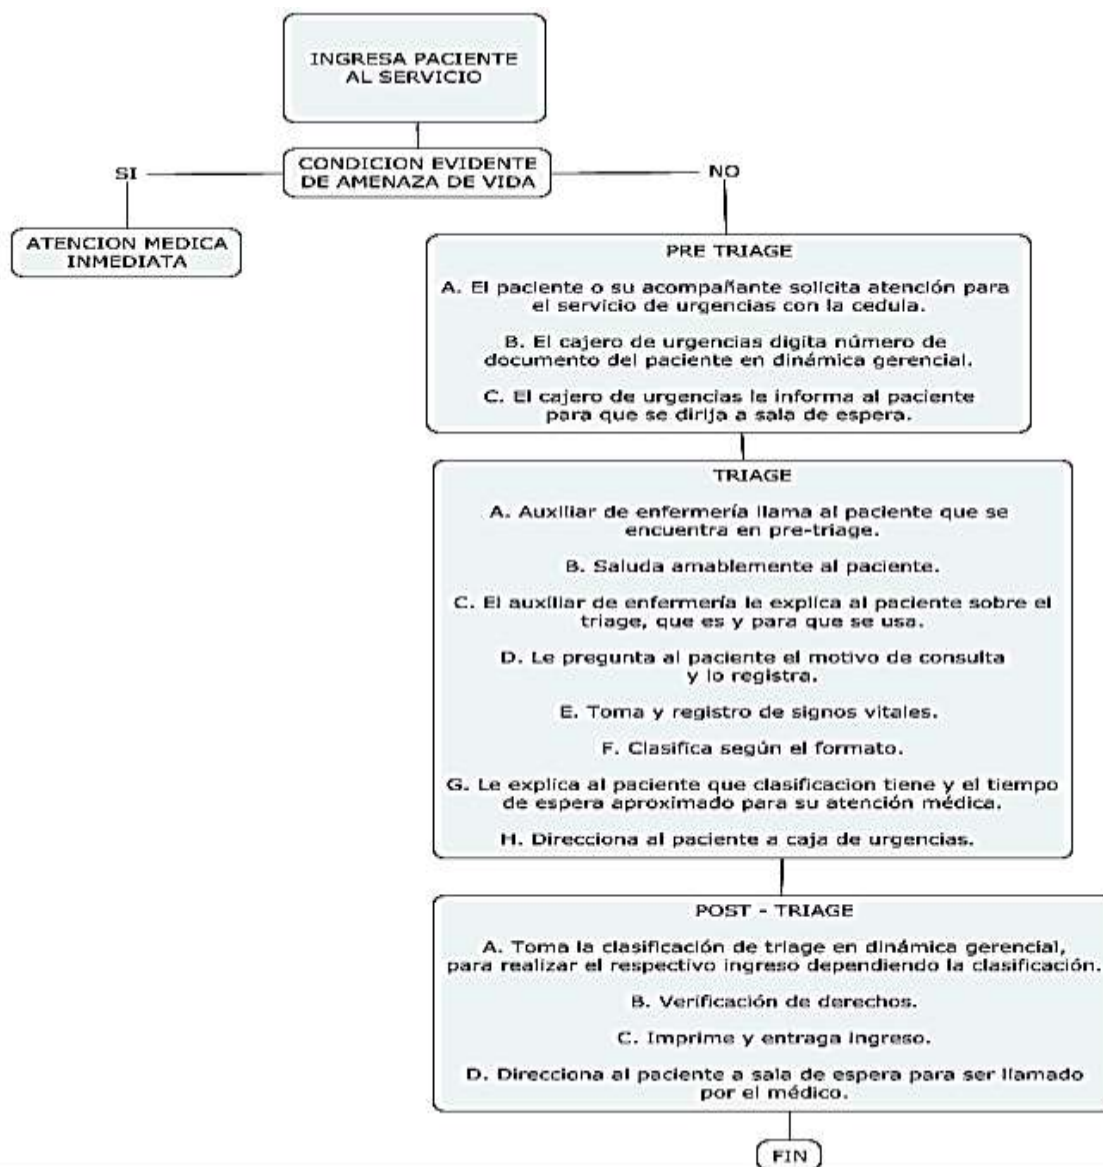 INGRESA PACIENTE
AL SERVICIO
CONDICION EVIDENTE
DE AMENAZA DE VIDA
SI
NO
ATENCION MEDICA
INMEDIATA
PRE TRIAGE
A. El paciente o su acompañante solicita atención para
el servicio de urgencias con la cedula.
B. El cajero de urgencias digita número de
documento del paciente en dinámica gerencial.
C. El cajero de urgencias le informa al paciente
para que se dirija a sala de espera.
TRIAGE
A. Auxiliar de enfermería llama al paciente que se
encuentra en pre-triage.
B. Saluda amablemente al paciente.
C. El auxiliar de enfermería le explica al paciente sobre el
triage, que es y para que se usa.
D. Le pregunta al paciente el motivo de consulta
y lo registra.
E. Toma y registro de signos vitales.
F. Clasifica según el formato.
G. Le explica al paciente que clasificacion tiene y el tiempo
de espera aproximado para su atención médica.
H. Direcciona al paciente a caja de urgencias.
POST - TRIAGE
A. Toma la clasificación de triage en dinámica gerencial,
para realizar el respectivo ingreso dependiendo la clasificación.
B. Verificación de derechos.
C. Imprime y entraga ingreso.
D. Direcciona al paciente a sala de espera para ser llamado
por el médico.
FIN